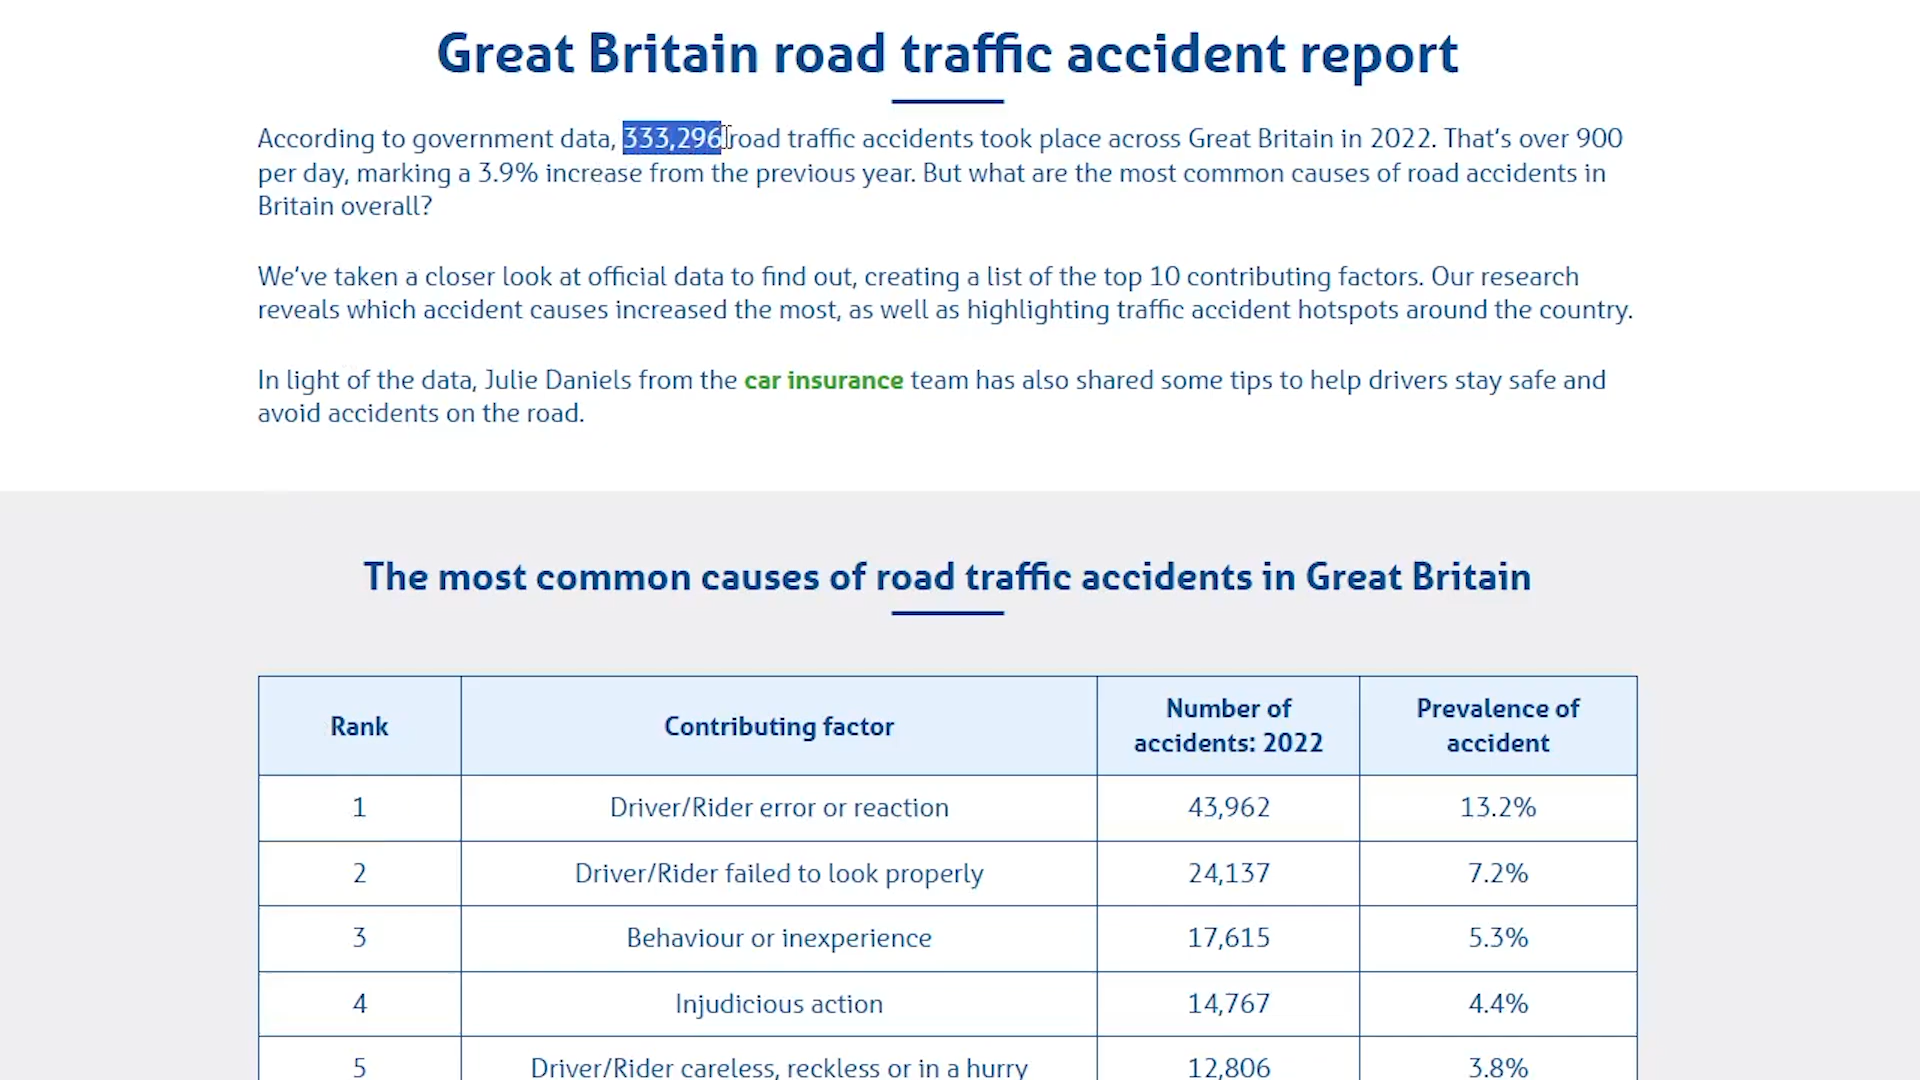 Great Britain road traffic accident report
According to government data, 333,296 road traffic accidents took place across Great Britain in 2022. That's over 900
per day, marking a 3.9% increase from the previous year. But what are the most common causes of road accidents in
Britain overall?
We've taken a closer look at official data to find out, creating a list of the top 10 contributing factors. Our research
reveals which accident causes increased the most, as well as highlighting traffic accident hotspots around the country.
In light of the data, Julie Daniels from the car insurance team has also shared some tips to help drivers stay safe and
avoid accidents on the road.
The most common causes of road traffic accidents in Great Britain
Rank Contributing factor Number of accidents: 2022 Prevalence of accident
1 Driver/Rider error or reaction 43,962 13.2%
2 Driver/Rider failed to look properly 24,137 7.2%
3 Behaviour or inexperience 17,615 5.3%
4 Injudicious action 14,767 4.4%
5 Driver/Rider careless, reckless or in a hurry 12,806 3.8%